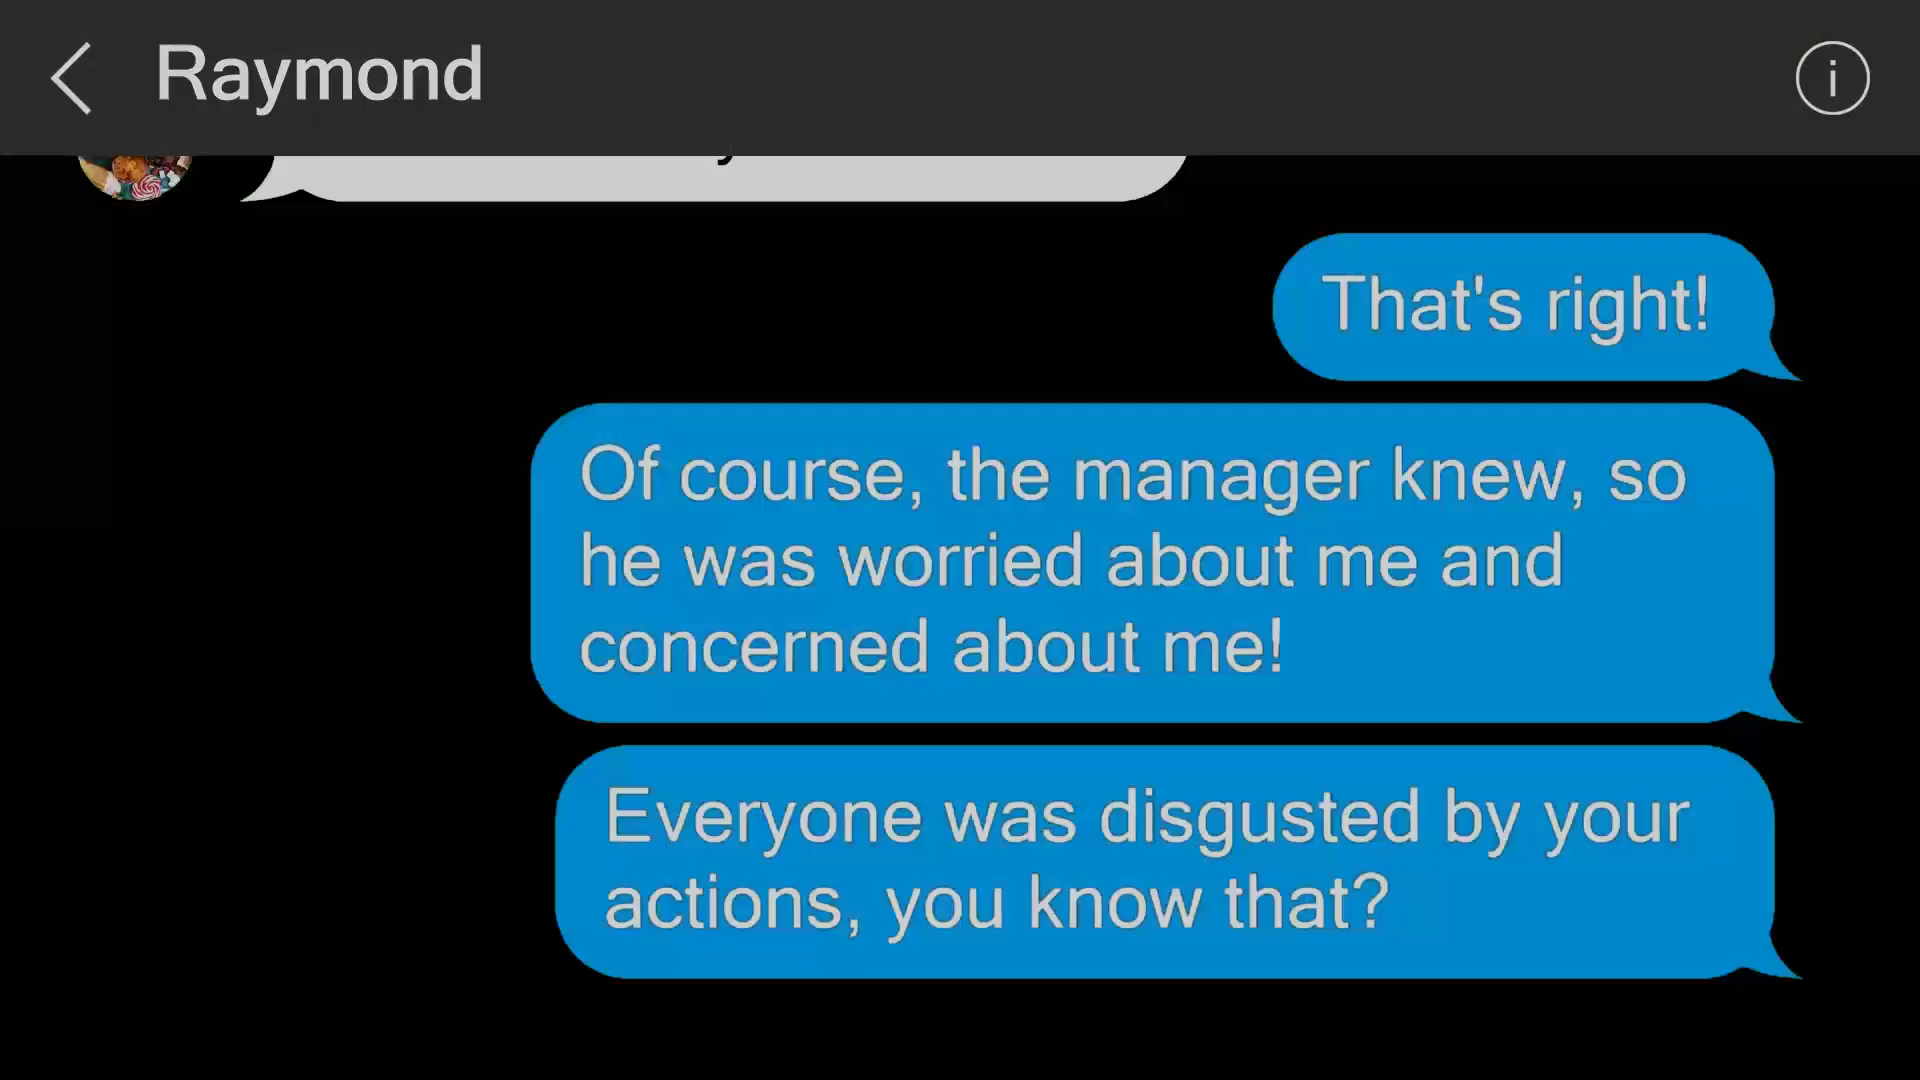 Raymond
That's right!
Of course, the manager knew, so
he was worried about me and
concerned about me!
Everyone was disgusted by your
actions, you know that?